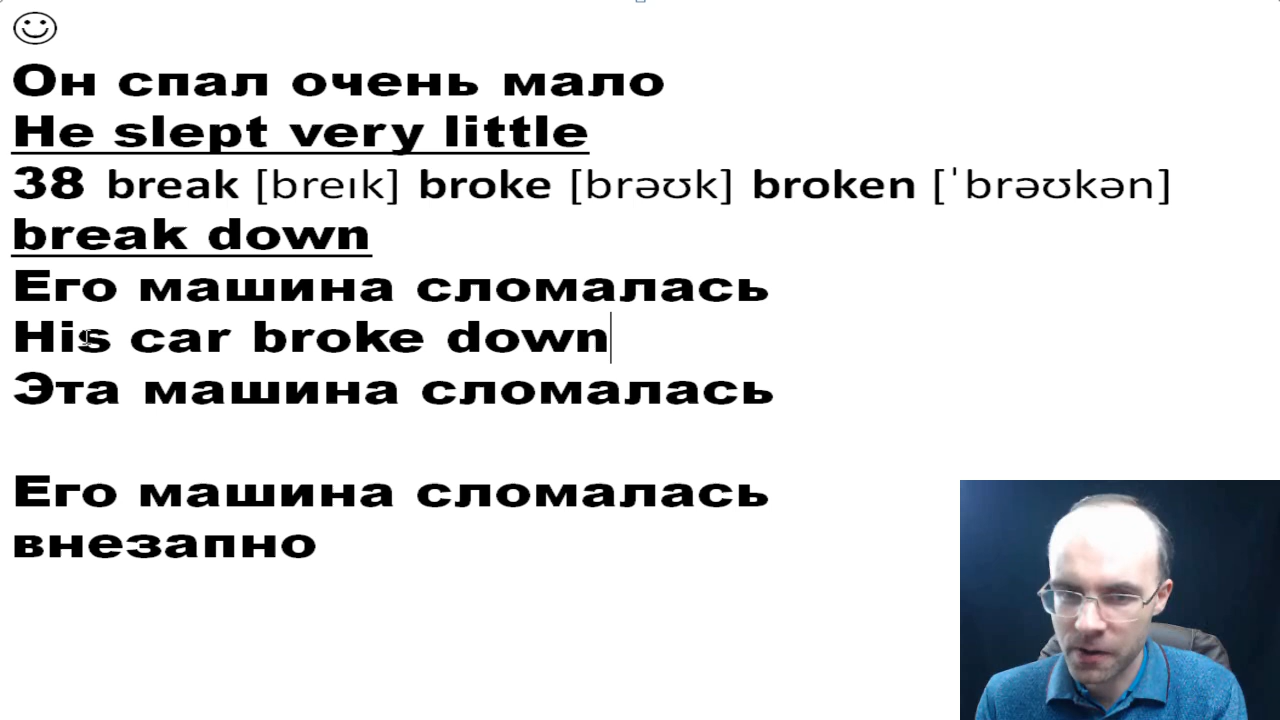 Он спал очень мало
He slept very little
38 break [breɪk] broke [brəʊk] broken [ˈbrəʊkən]
break down
Его машина сломалась
His car broke down
Эта машина сломалась
Его машина сломалась
внезапно